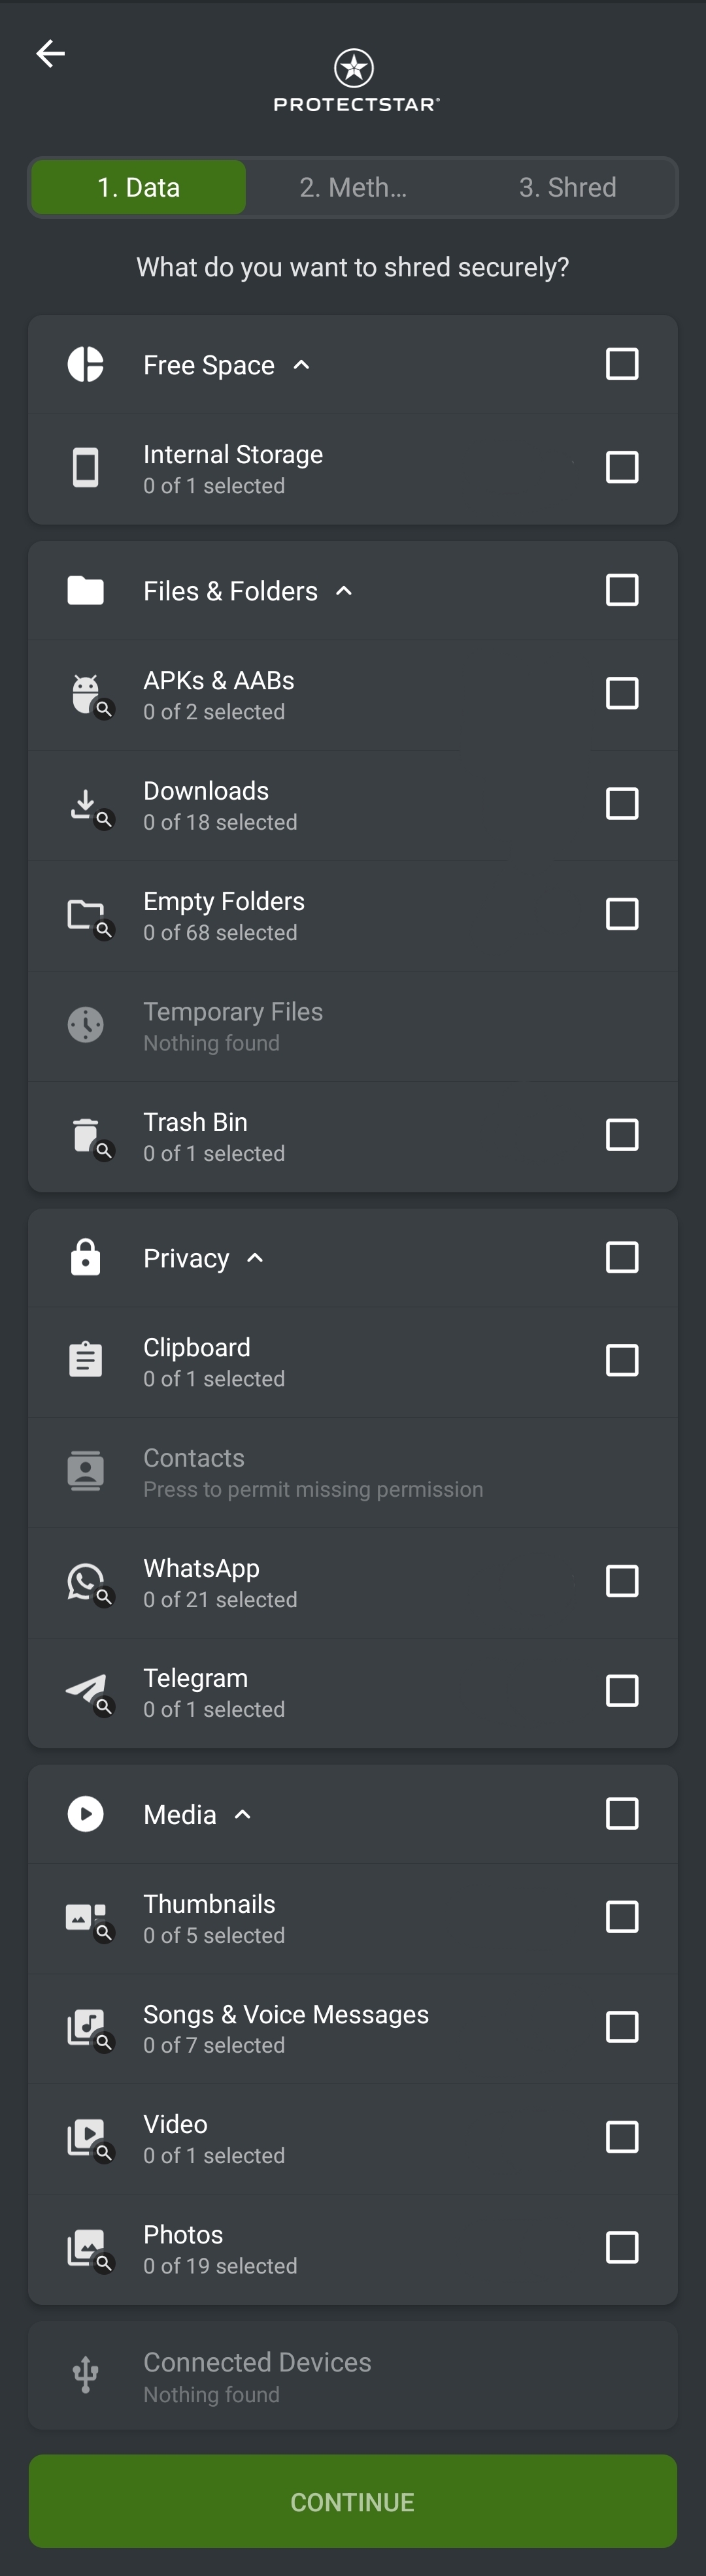 PROTECTSTAR
1. Data
2. Meth...
3. Shred
What do you want to shred securely?
Free Space
Internal Storage
0 of 1 selected
Files & Folders
APKs & AABs
0 of 2 selected
Downloads
0 of 18 selected
Empty Folders
0 of 68 selected
Temporary Files
Nothing found
Trash Bin
0 of 1 selected
Privacy
Clipboard
0 of 1 selected
Contacts
Press to permit missing permission
WhatsApp
0 of 21 selected
Telegram
0 of 1 selected
Media
Thumbnails
0 of 5 selected
Songs & Voice Messages
0 of 7 selected
Video
0 of 1 selected
Photos
0 of 19 selected
Connected Devices
Nothing found
CONTINUE